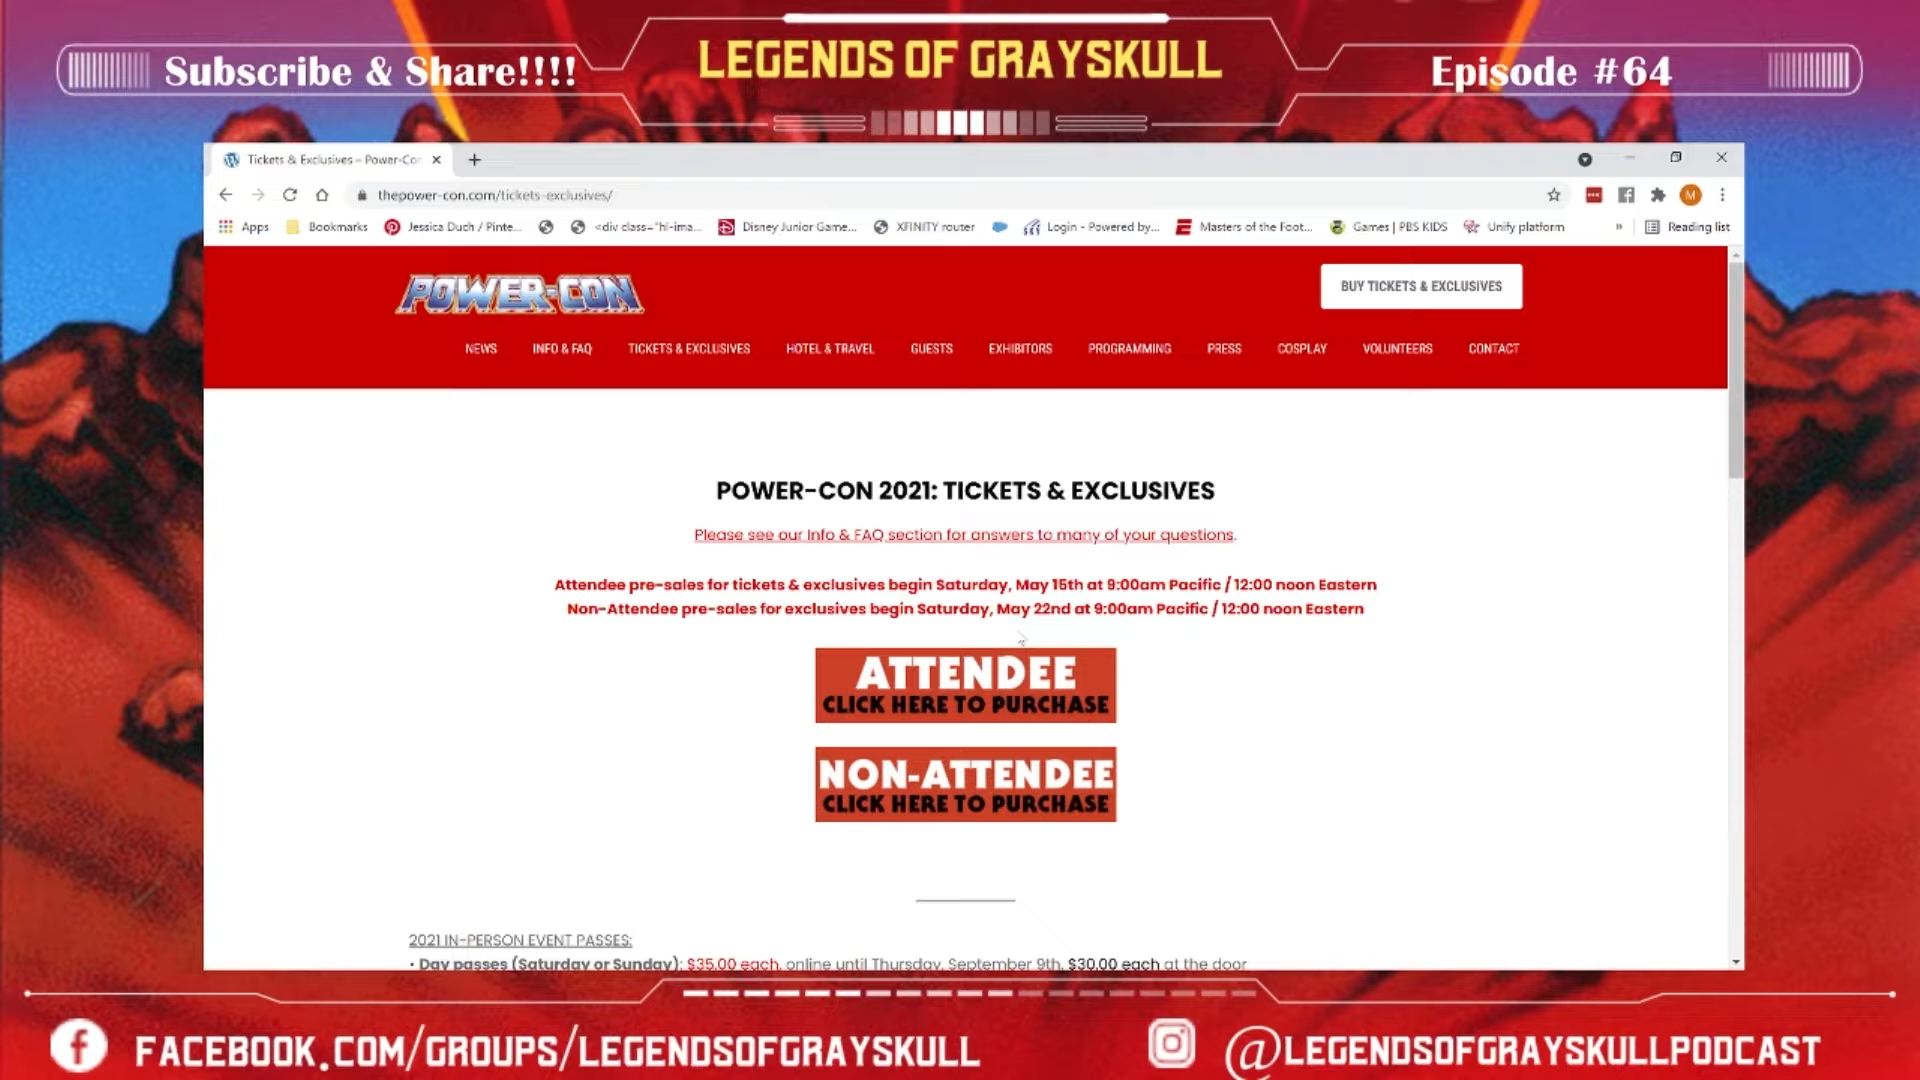 Subscribe & Share!!!!
LEGENDS OF GRAYSKULL
Episode #64
Tickets & Exclusives – Power-Con
thepower-con.com/tickets-exclusives/
M
Apps
Bookmarks
Jessica Duch / Pinte...
<div class="hl-ima...
Disney Junior Game...
XFINITY router
Login - Powered by...
Masters of the Foot...
Games | PBS KIDS
Unify platform
»
Reading list
POWER-CON
BUY TICKETS & EXCLUSIVES
NEWS INFO & FAQ TICKETS & EXCLUSIVES HOTEL & TRAVEL GUESTS EXHIBITORS PROGRAMMING PRESS COSPLAY VOLUNTEERS CONTACT
POWER-CON 2021: TICKETS & EXCLUSIVES
Please see our Info & FAQ section for answers to many of your questions.
Attendee pre-sales for tickets & exclusives begin Saturday, May 15th at 9:00am Pacific / 12:00 noon Eastern
Non-Attendee pre-sales for exclusives begin Saturday, May 22nd at 9:00am Pacific / 12:00 noon Eastern
ATTENDEE
CLICK HERE TO PURCHASE
NON-ATTENDEE
CLICK HERE TO PURCHASE
2021 IN-PERSON EVENT PASSES:
• Day passes (Saturday or Sunday): $35.00 each, online until Thursday, September 9th, $30.00 each at the door
FACEBOOK.COM/GROUPS/LEGENDSOFGRAYSKULL
@LEGENDSOFGRAYSKULLPODCAST